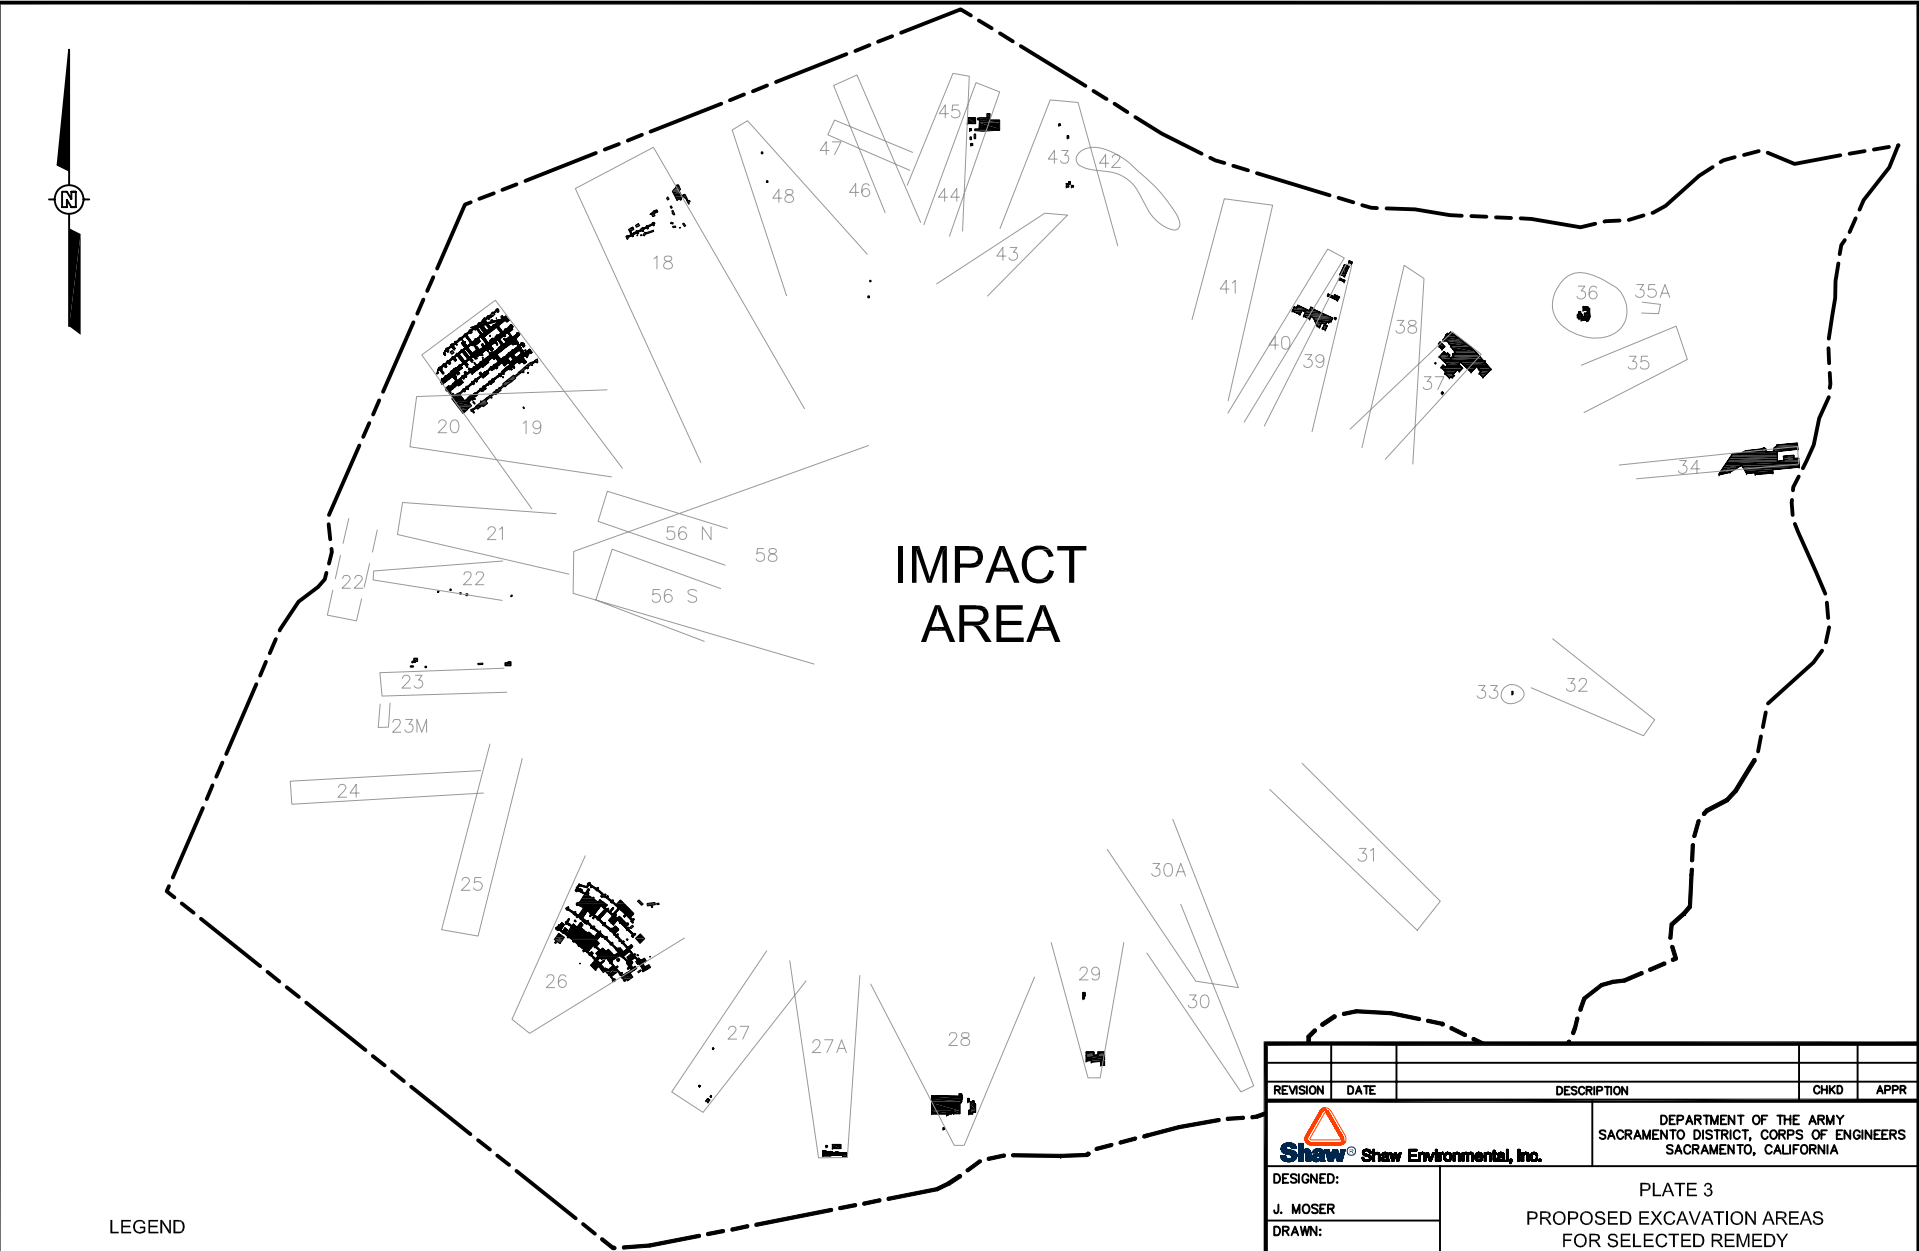 N
45
47
43
42
46
44
48
18
43
41
36
35A
38
40
39
35
37
20
19
34
21
56 N
58
IMPACT
AREA
22
22
56 S
23
33
32
23M
24
31
30A
25
29
26
30
27
27A
28
REVISION DATE DESCRIPTION CHKD APPR
Shaw® Shaw Environmental, Inc.
DEPARTMENT OF THE ARMY
SACRAMENTO DISTRICT, CORPS OF ENGINEERS
SACRAMENTO, CALIFORNIA
DESIGNED:
J. MOSER
DRAWN:
PLATE 3
PROPOSED EXCAVATION AREAS
FOR SELECTED REMEDY
LEGEND